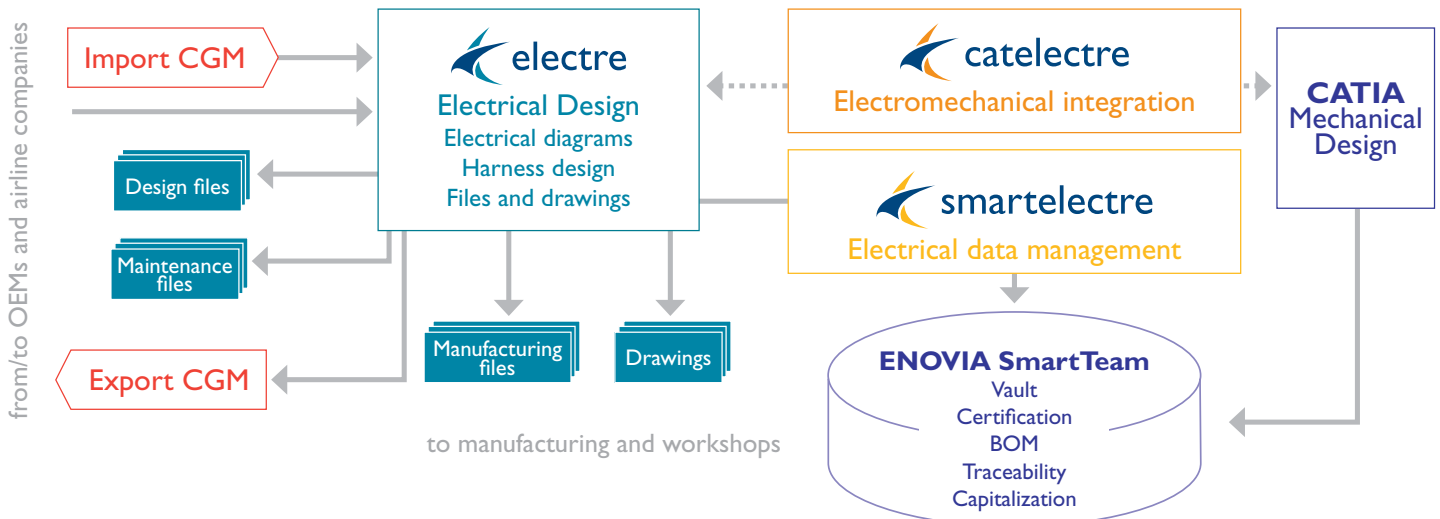 from/to OEMs and airline companies
Import CGM
electre
Electrical Design
Electrical diagrams
Harness design
Files and drawings
catelectre
Electromechanical integration
CATIA
Mechanical
Design
smartelectre
Electrical data management
Design files
Maintenance
files
Export CGM
Manufacturing
files
Drawings
to manufacturing and workshops
ENOVIA SmartTeam
Vault
Certification
BOM
Traceability
Capitalization